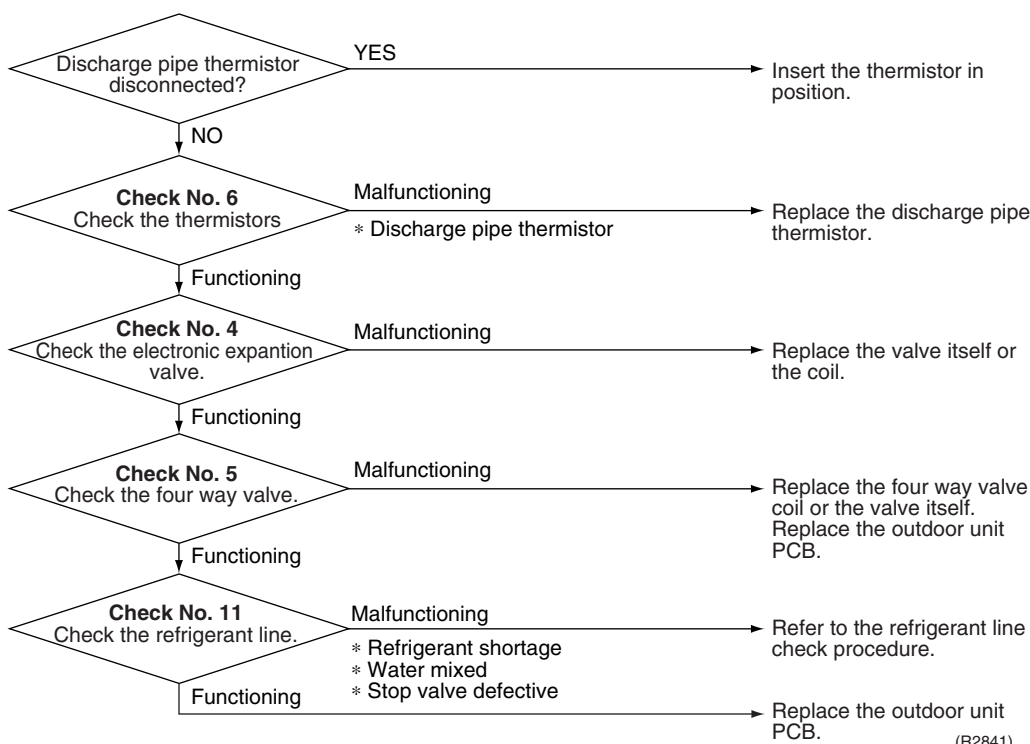 Discharge pipe thermistor
disconnected?
YES
Insert the thermistor in
position.
NO
Check No. 6
Check the thermistors
Malfunctioning
* Discharge pipe thermistor
Replace the discharge pipe
thermistor.
Functioning
Check No. 4
Check the electronic expantion
valve.
Malfunctioning
Replace the valve itself or
the coil.
Functioning
Check No. 5
Check the four way valve.
Malfunctioning
Replace the four way valve
coil or the valve itself.
Replace the outdoor unit
PCB.
Functioning
Check No. 11
Check the refrigerant line.
Malfunctioning
* Refrigerant shortage
* Water mixed
* Stop valve defective
Refer to the refrigerant line
check procedure.
Functioning
Replace the outdoor unit
PCB.
(R2841)